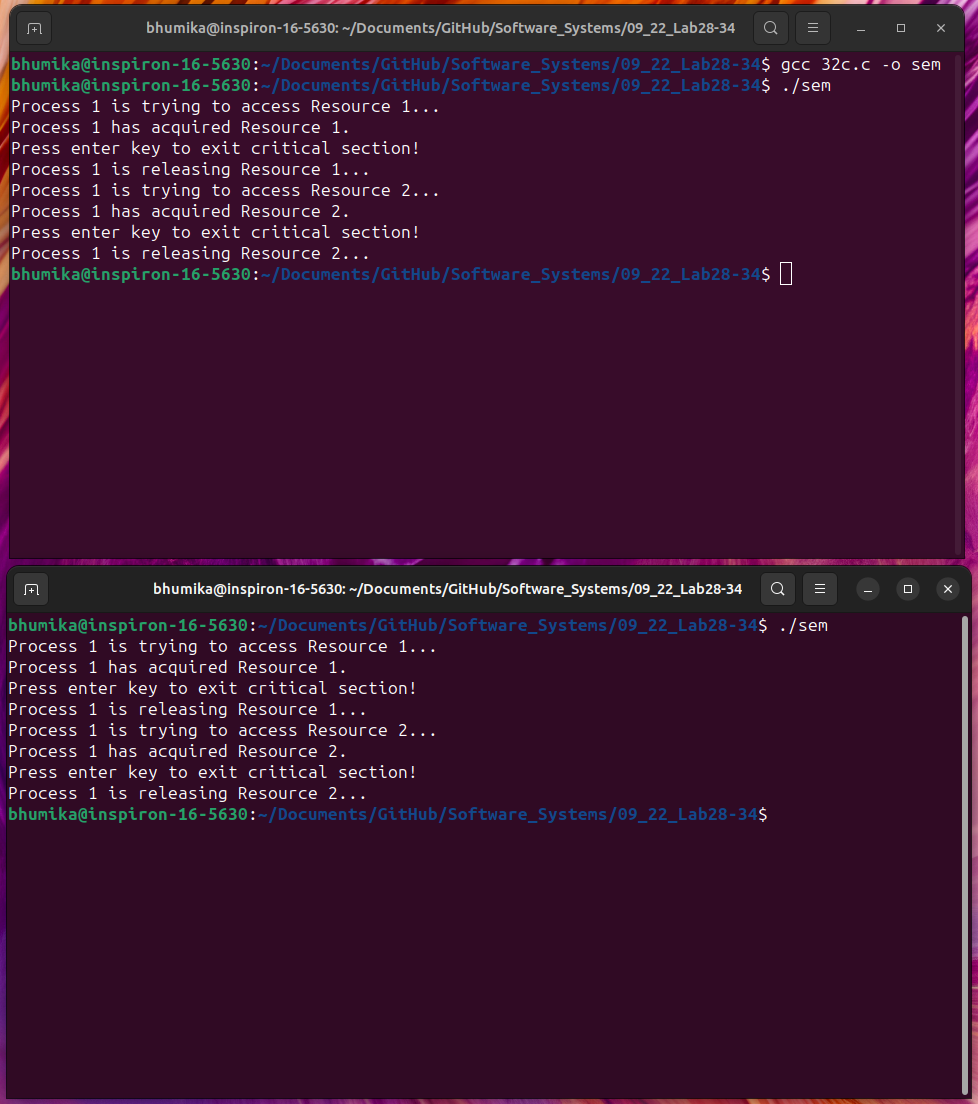 bhumika@inspiron-16-5630: ~/Documents/GitHub/Software_Systems/09_22_Lab28-34
bhumika@inspiron-16-5630:~/Documents/GitHub/Software_Systems/09_22_Lab28-34$ gcc 32c.c -o sem
bhumika@inspiron-16-5630:~/Documents/GitHub/Software_Systems/09_22_Lab28-34$ ./sem
Process 1 is trying to access Resource 1...
Process 1 has acquired Resource 1.
Press enter key to exit critical section!
Process 1 is releasing Resource 1...
Process 1 is trying to access Resource 2...
Process 1 has acquired Resource 2.
Press enter key to exit critical section!
Process 1 is releasing Resource 2...
bhumika@inspiron-16-5630:~/Documents/GitHub/Software_Systems/09_22_Lab28-34$
bhumika@inspiron-16-5630: ~/Documents/GitHub/Software_Systems/09_22_Lab28-34
bhumika@inspiron-16-5630:~/Documents/GitHub/Software_Systems/09_22_Lab28-34$ ./sem
Process 1 is trying to access Resource 1...
Process 1 has acquired Resource 1.
Press enter key to exit critical section!
Process 1 is releasing Resource 1...
Process 1 is trying to access Resource 2...
Process 1 has acquired Resource 2.
Press enter key to exit critical section!
Process 1 is releasing Resource 2...
bhumika@inspiron-16-5630:~/Documents/GitHub/Software_Systems/09_22_Lab28-34$